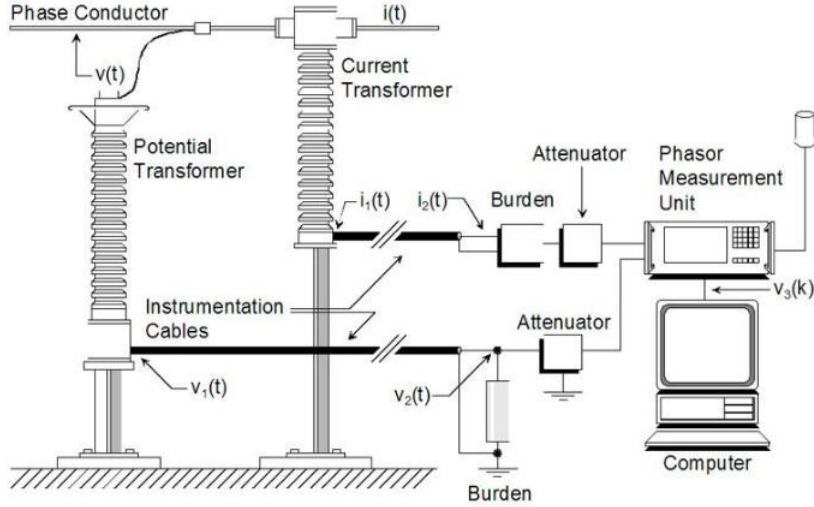 Phase Conductor
i(t)
v(t)
Current
Transformer
Potential
Transformer
Attenuator
Phasor
Measurement
Unit
i₁(t)
i₂(t)
Burden
v₃(k)
Instrumentation
Cables
Attenuator
v₁(t)
v₂(t)
Computer
Burden